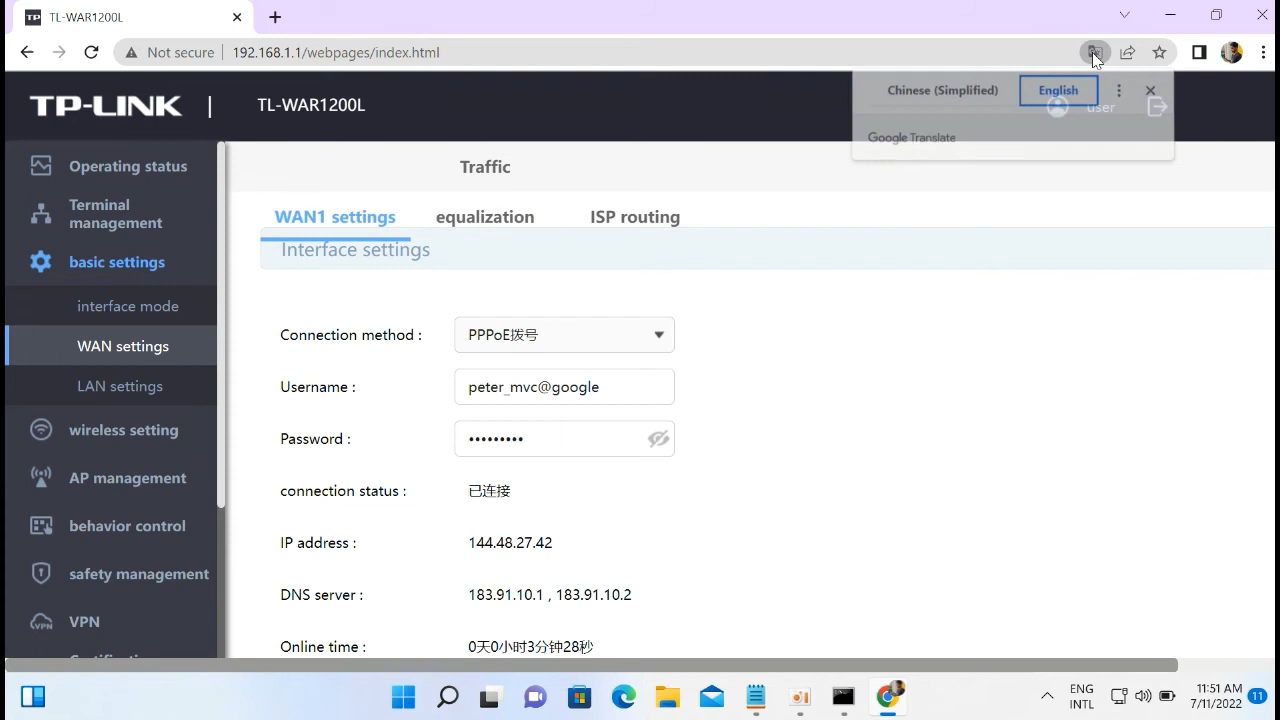 TP TL-WAR1200L
Not secure 192.168.1.1/webpages/index.html
TP-LINK | TL-WAR1200L
Chinese (Simplified) English
user
Google Translate
Operating status
Terminal management
basic settings
interface mode
WAN settings
LAN settings
wireless setting
AP management
behavior control
safety management
VPN
Traffic
WAN1 settings equalization ISP routing
Interface settings
Connection method : PPPoE拨号
Username : peter_mvc@google
Password : •••••••••
connection status : 已连接
IP address : 144.48.27.42
DNS server : 183.91.10.1 , 183.91.10.2
Online time : 0天0小时3分钟28秒
ENG
INTL
11:51 AM
7/11/2022
11